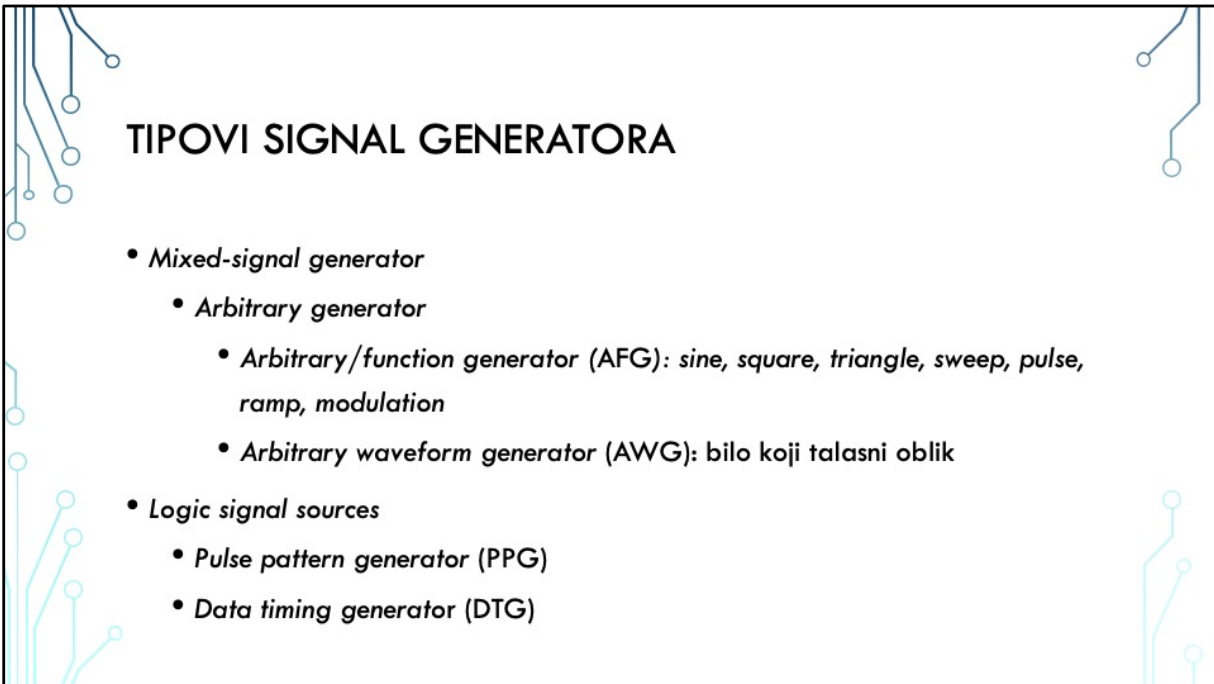 TIPOVI SIGNAL GENERATORA
• Mixed-signal generator
• Arbitrary generator
• Arbitrary/function generator (AFG): sine, square, triangle, sweep, pulse,
ramp, modulation
• Arbitrary waveform generator (AWG): bilo koji talasni oblik
• Logic signal sources
• Pulse pattern generator (PPG)
• Data timing generator (DTG)